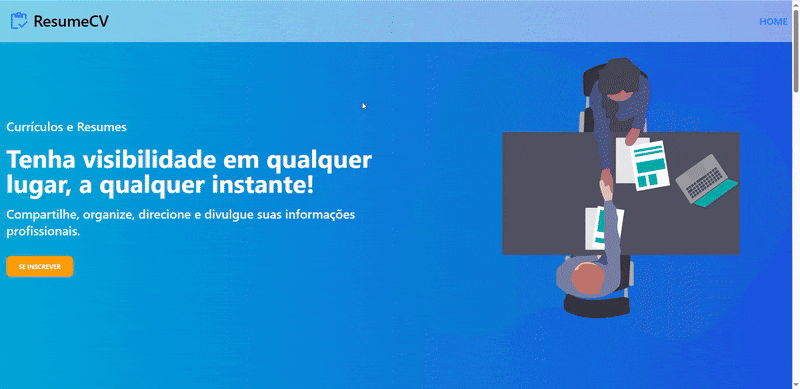 ResumeCV
HOME
Currículos e Resumes
Tenha visibilidade em qualquer
lugar, a qualquer instante!
Compartilhe, organize, direcione e divulgue suas informações
profissionais.
SE INSCREVER